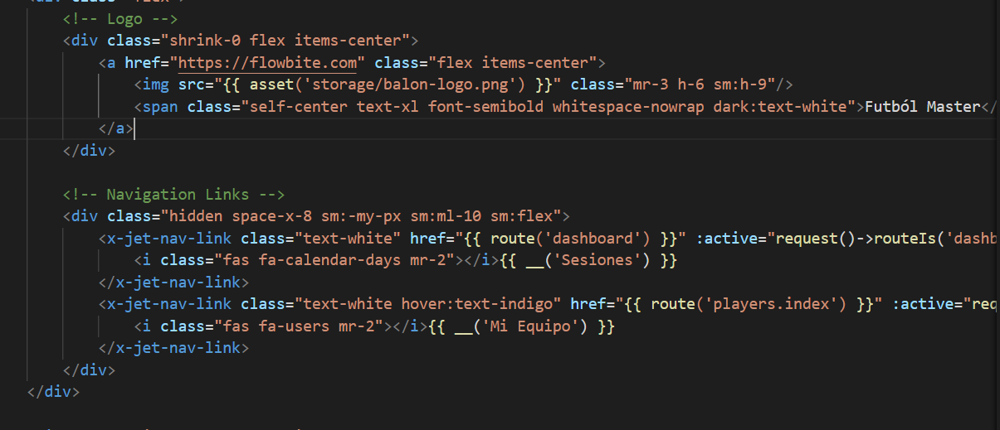 <!-- Logo -->
<div class="shrink-0 flex items-center">
<a href="https://flowbite.com" class="flex items-center">
<img src="{{ asset('storage/balon-logo.png') }}" class="mr-3 h-6 sm:h-9"/>
<span class="self-center text-xl font-semibold whitespace-nowrap dark:text-white">Futból Master</
</a>
</div>
<!-- Navigation Links -->
<div class="hidden space-x-8 sm:-my-px sm:ml-10 sm:flex">
<x-jet-nav-link class="text-white" href="{{ route('dashboard') }}" :active="request()->routeIs('dashb
<i class="fas fa-calendar-days mr-2"></i>{{ __('Sesiones') }}
</x-jet-nav-link>
<x-jet-nav-link class="text-white hover:text-indigo" href="{{ route('players.index') }}" :active="req
<i class="fas fa-users mr-2"></i>{{ __('Mi Equipo') }}
</x-jet-nav-link>
</div>
</div>